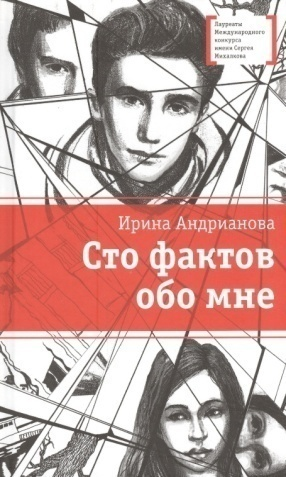 Лауреаты
Международного
конкурса
имени Сергея
Михалкова
Ирина Андрианова
Сто фактов
обо мне